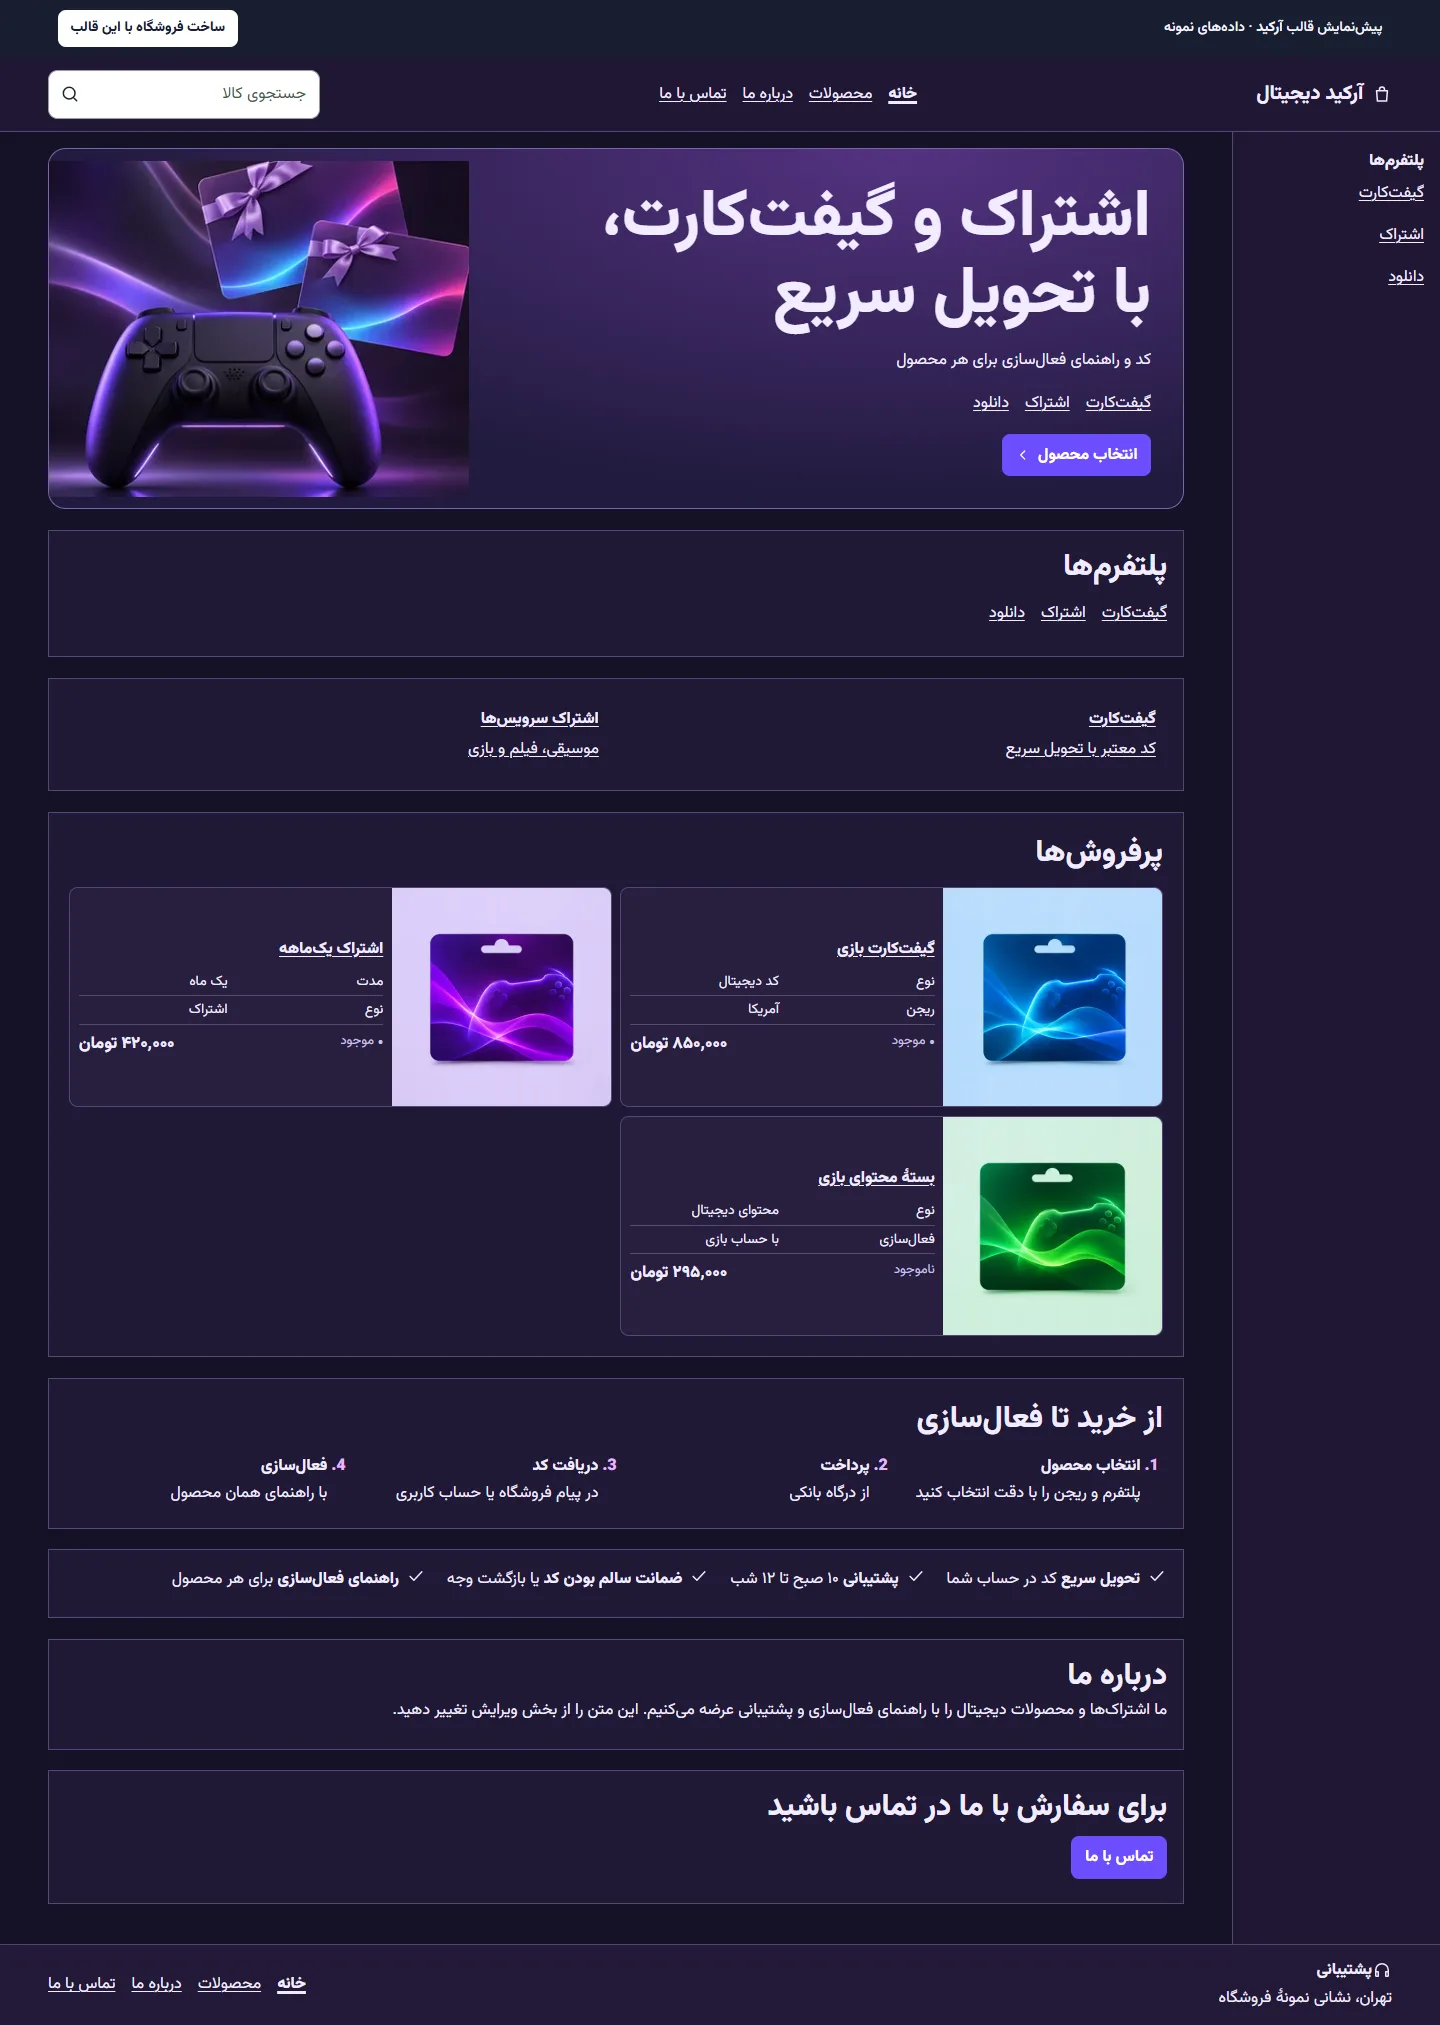 پیش‌نمایش قالب آرکید · داده‌های نمونه
ساخت فروشگاه با این قالب
آرکید دیجیتال
خانه محصولات درباره ما تماس با ما
جستجوی کالا
پلتفرم‌ها
گیفت‌کارت
اشتراک
دانلود
اشتراک و گیفت‌کارت،
با تحویل سریع
کد و راهنمای فعال‌سازی برای هر محصول
گیفت‌کارت اشتراک دانلود
انتخاب محصول
پلتفرم‌ها
گیفت‌کارت اشتراک دانلود
گیفت‌کارت
کد معتبر با تحویل سریع
اشتراک سرویس‌ها
موسیقی، فیلم و بازی
پرفروش‌ها
گیفت‌کارت بازی
نوع کد دیجیتال
ریجن آمریکا
• موجود ۸۵۰,۰۰۰ تومان
اشتراک یک‌ماهه
مدت یک ماه
نوع اشتراک
• موجود ۴۲۰,۰۰۰ تومان
بستهٔ محتوای بازی
نوع محتوای دیجیتال
فعال‌سازی با حساب بازی
ناموجود ۲۹۵,۰۰۰ تومان
از خرید تا فعال‌سازی
1. انتخاب محصول
پلتفرم و ریجن را با دقت انتخاب کنید
2. پرداخت
از درگاه بانکی
3. دریافت کد
در پیام فروشگاه یا حساب کاربری
4. فعال‌سازی
با راهنمای همان محصول
تحویل سریع کد در حساب شما
پشتیبانی ۱۰ صبح تا ۱۲ شب
ضمانت سالم بودن کد یا بازگشت وجه
راهنمای فعال‌سازی برای هر محصول
درباره ما
ما اشتراک‌ها و محصولات دیجیتال را با راهنمای فعال‌سازی و پشتیبانی عرضه می‌کنیم. این متن را از بخش ویرایش تغییر دهید.
برای سفارش با ما در تماس باشید
تماس با ما
پشتیبانی
تهران، نشانی نمونهٔ فروشگاه
خانه محصولات درباره ما تماس با ما